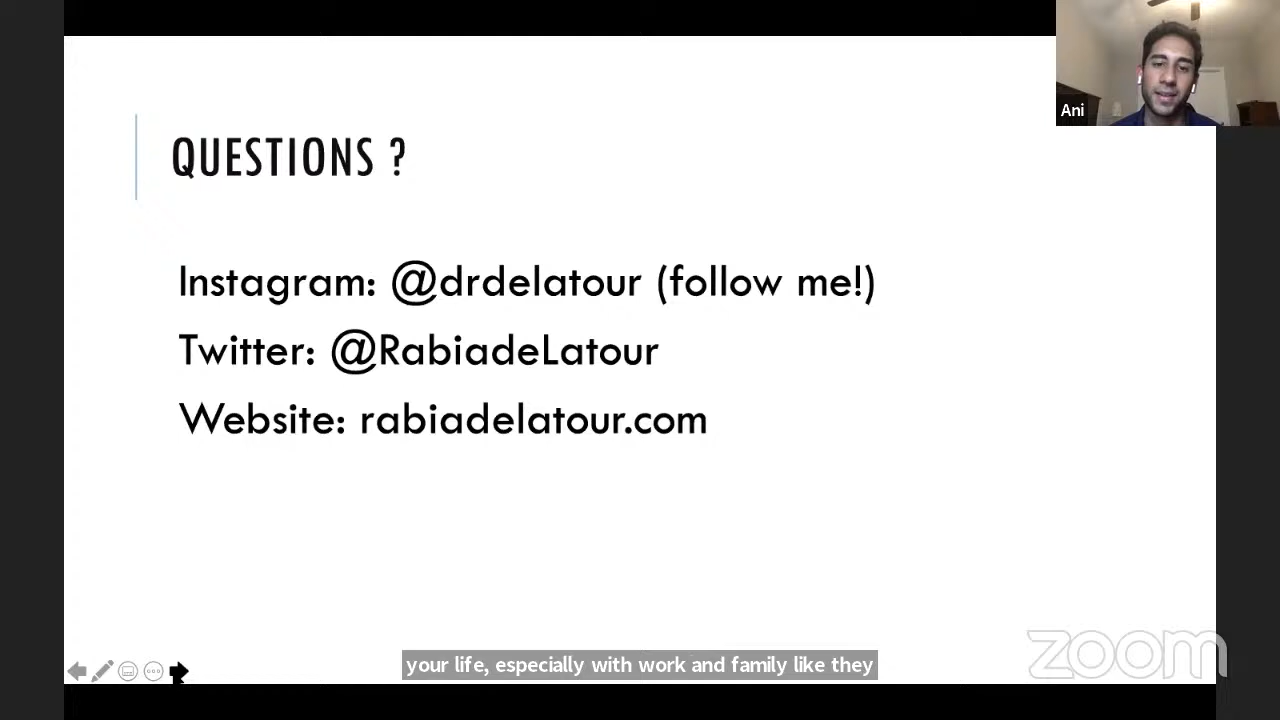 Ani
QUESTIONS ?
Instagram: @drdelatour (follow me!)
Twitter: @RabiadeLatour
Website: rabiadelatour.com
your life, especially with work and family like they
zoom